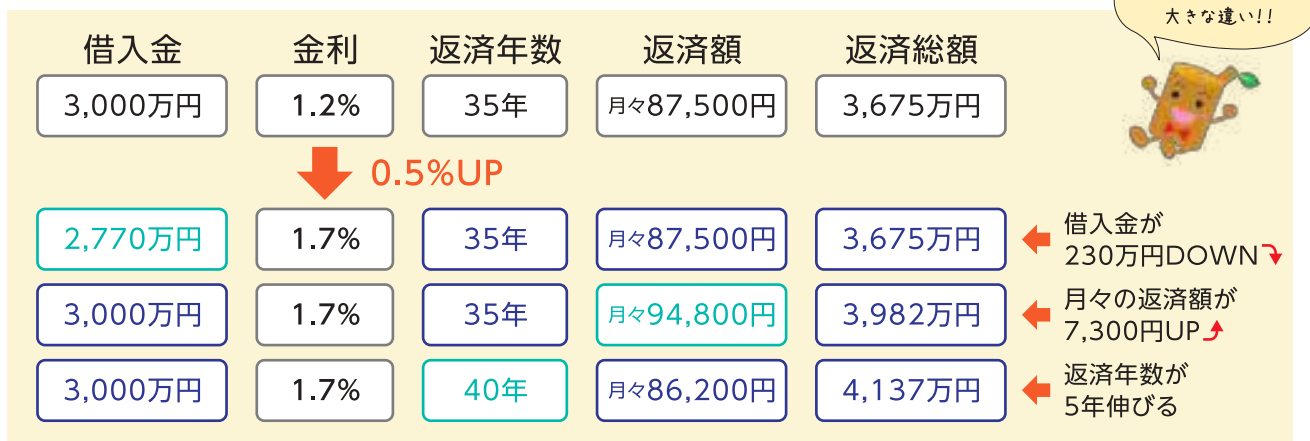 大きな違い!!
借入金 金利 返済年数 返済額 返済総額
3,000万円 1.2% 35年 月々87,500円 3,675万円
0.5%UP
2,770万円 1.7% 35年 月々87,500円 3,675万円
借入金が
230万円DOWN
3,000万円 1.7% 35年 月々94,800円 3,982万円
月々の返済額が
7,300円UP
3,000万円 1.7% 40年 月々86,200円 4,137万円
返済年数が
5年伸びる